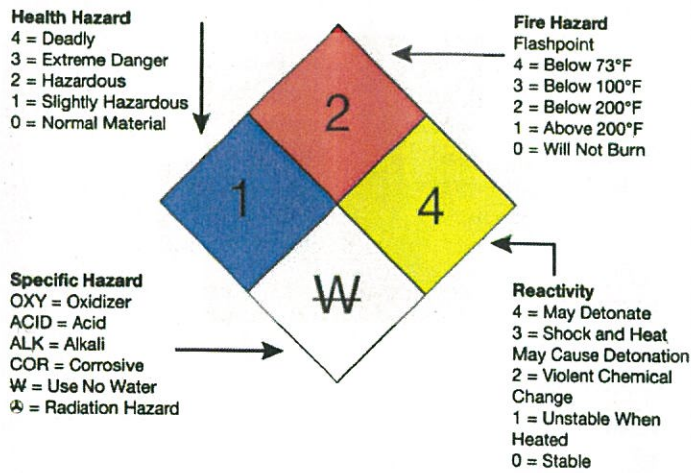 Health Hazard
4 = Deadly
3 = Extreme Danger
2 = Hazardous
1 = Slightly Hazardous
0 = Normal Material
Fire Hazard
Flashpoint
4 = Below 73°F
3 = Below 100°F
2 = Below 200°F
1 = Above 200°F
0 = Will Not Burn
2
1
4
W
Specific Hazard
OXY = Oxidizer
ACID = Acid
ALK = Alkali
COR = Corrosive
W = Use No Water
☢ = Radiation Hazard
Reactivity
4 = May Detonate
3 = Shock and Heat
May Cause Detonation
2 = Violent Chemical
Change
1 = Unstable When
Heated
0 = Stable